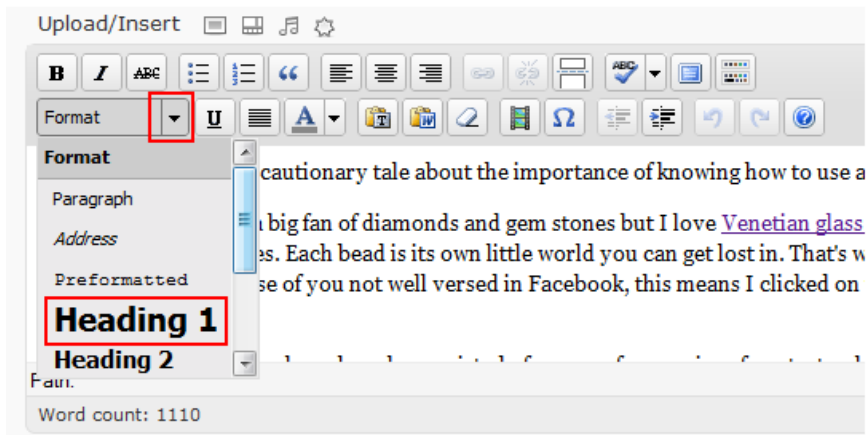 Upload/Insert
B I ABC “ ABC
Format U A T W Ω ?
Format
Paragraph
Address
Preformatted
Heading 1
Heading 2
cautionary tale about the importance of knowing how to use a
big fan of diamonds and gem stones but I love Venetian glass
es. Each bead is its own little world you can get lost in. That's w
se of you not well versed in Facebook, this means I clicked on
Path:
Word count: 1110